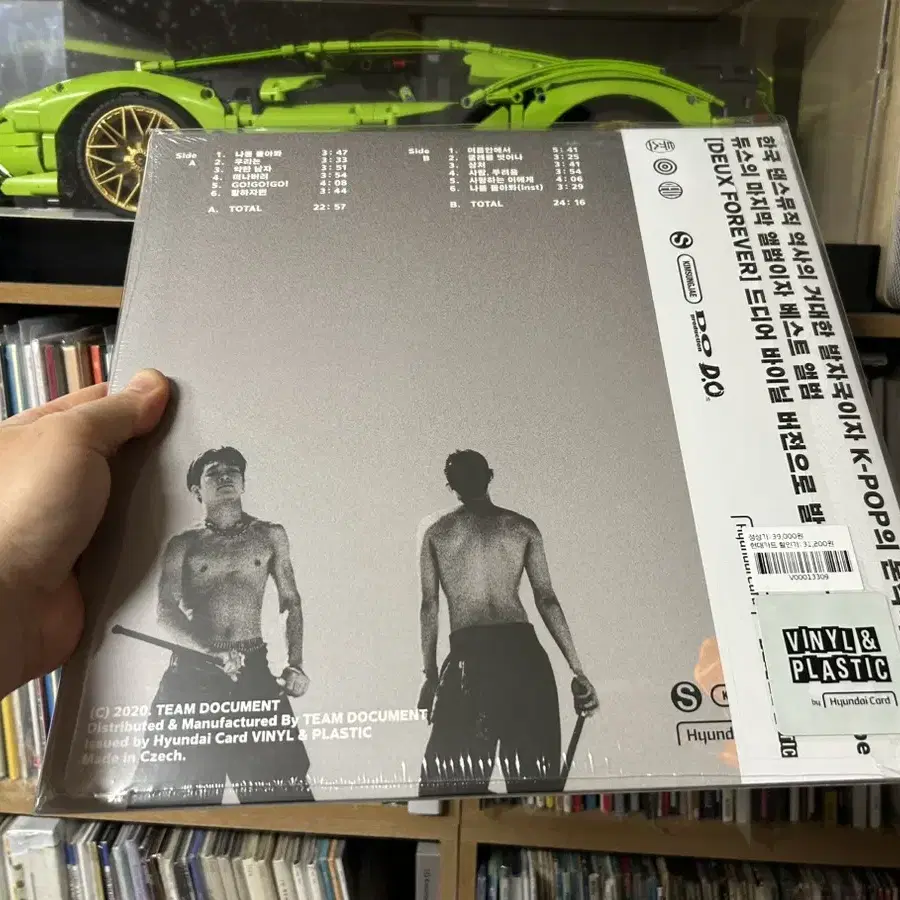 Side A
1. 나를 돌아봐 3:47
2. 우리는 3:33
3. 약한 남자 3:51
4. 떠나버려 3:54
5. GO!GO!GO! 4:08
6. 말하자면 3:44
A. TOTAL 22:57
Side B
1. 여름안에서 5:41
2. 굴레를 벗어나 3:25
3. 상처 3:41
4. 사랑, 두려움 3:54
5. 사랑하는 이에게 4:06
6. 나를 돌아봐(Inst) 3:29
B. TOTAL 24:16
한국 댄스뮤직 역사의 거대한 발자국이자 K-POP의
듀스의 마지막 앨범이자 베스트 앨범
[DEUX FOREVER] 드디어 바이닐 버전으로 발
KIMSUNGJAE
D.O
production
D.O
정상가: 39,000원
현대카드 할인가: 31,200원
V00013309
VINYL &
PLASTIC
by Hyundai Card
(C) 2020. TEAM DOCUMENT
Distributed & Manufactured By TEAM DOCUMENT
Issued by Hyundai Card VINYL & PLASTIC
Made in Czech.